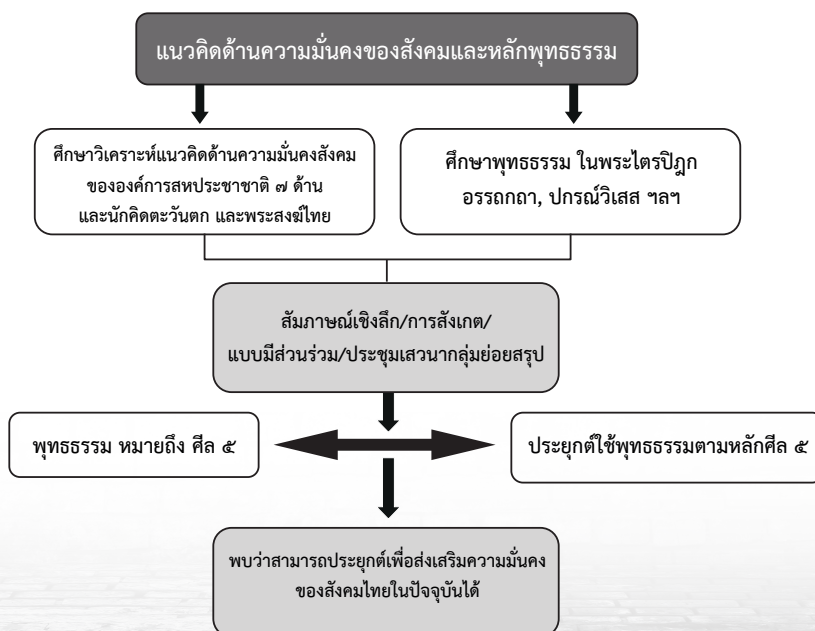 แนวคิดด้านความมั่นคงของสังคมและหลักพุทธธรรม
ศึกษาวิเคราะห์แนวคิดด้านความมั่นคงสังคม
ขององค์การสหประชาชาติ ๗ ด้าน
และนักคิดตะวันตก และพระสงฆ์ไทย
ศึกษาพุทธธรรม ในพระไตรปิฎก
อรรถกถา, ปกรณ์วิเสส ฯลฯ
สัมภาษณ์เชิงลึก/การสังเกต/
แบบมีส่วนร่วม/ประชุมเสวนากลุ่มย่อยสรุป
พุทธธรรม หมายถึง ศีล ๕
ประยุกต์ใช้พุทธธรรมตามหลักศีล ๕
พบว่าสามารถประยุกต์เพื่อส่งเสริมความมั่นคง
ของสังคมไทยในปัจจุบันได้